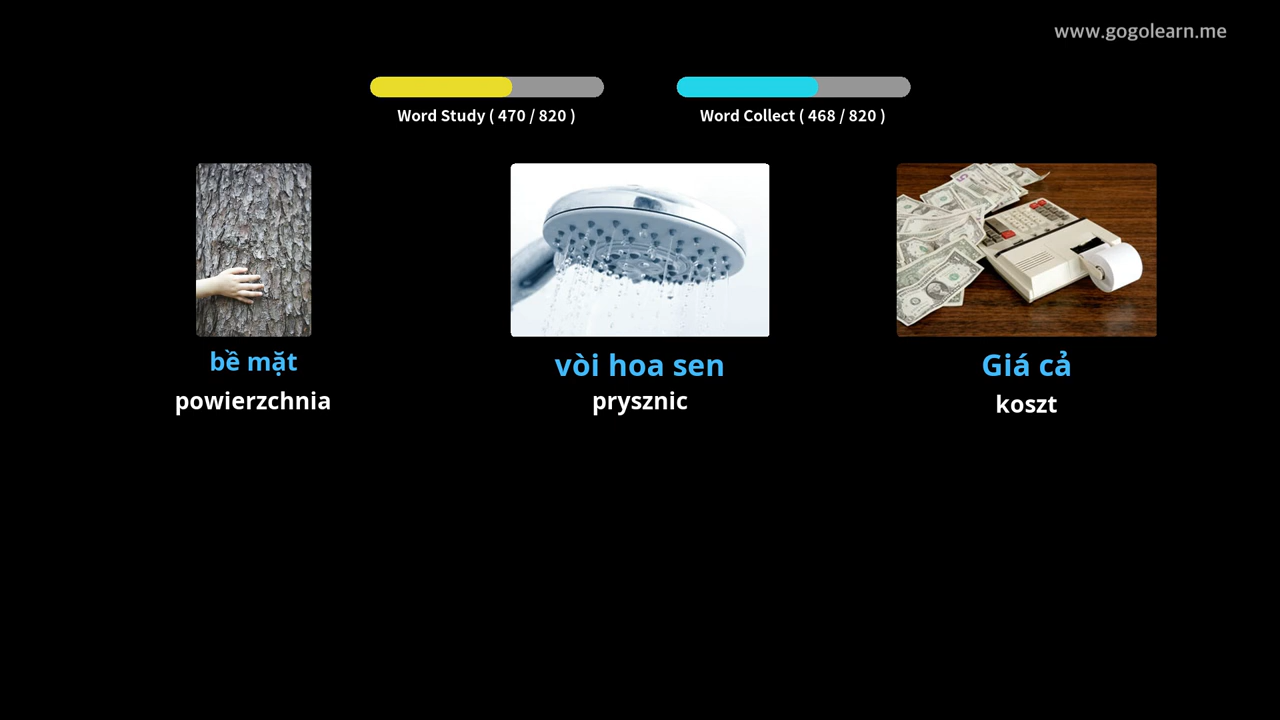 www.gogolearn.me
Word Study ( 470 / 820 )
Word Collect ( 468 / 820 )
bề mặt
powierzchnia
vòi hoa sen
prysznic
Giá cả
koszt